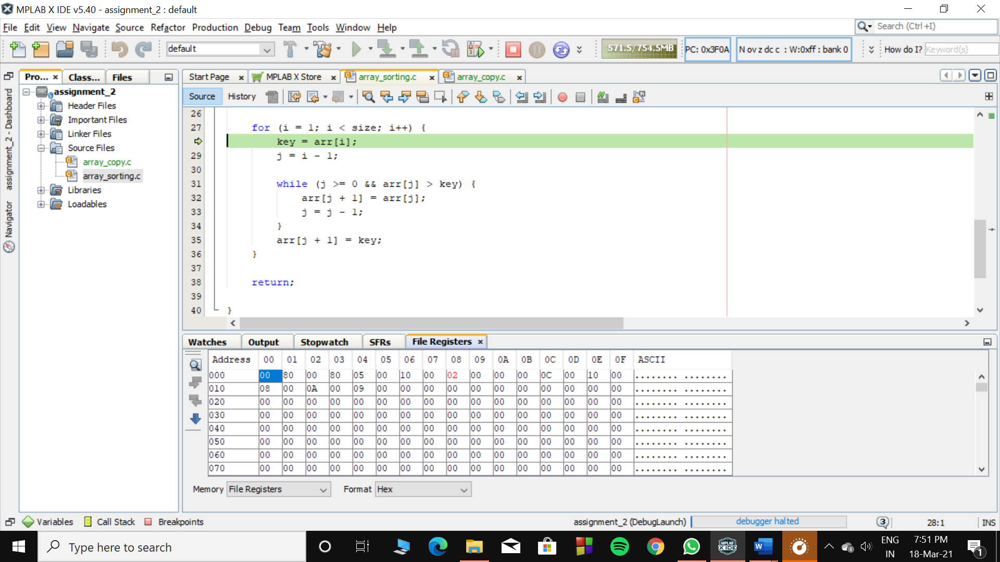 MPLAB X IDE v5.40 - assignment_2 : default
File Edit View Navigate Source Refactor Production Debug Team Tools Window Help
Search (Ctrl+I)
default
571.5/754.5MB
PC: 0x3F0A
N ov z dc c : W:0xff : bank 0
How do I? Keyword(s)
Pro... Class... Files
Start Page MPLAB X Store array_sorting.c array_copy.c
Source History
assignment_2
Header Files
Important Files
Linker Files
Source Files
array_copy.c
array_sorting.c
Libraries
Loadables
assignment_2 - Dashboard
Navigator
26
27 for (i = 1; i < size; i++) {
key = arr[i];
29 j = i - 1;
30
31 while (j >= 0 && arr[j] > key) {
32 arr[j + 1] = arr[j];
33 j = j - 1;
34 }
35 arr[j + 1] = key;
36 }
37
38 return;
39
40 }
Watches Output Stopwatch SFRs File Registers
Address 00 01 02 03 04 05 06 07 08 09 0A 0B 0C 0D 0E 0F ASCII
000 00 80 00 80 05 00 10 00 02 00 00 00 0C 00 10 00 ........ ........
010 08 00 0A 00 09 00 00 00 00 00 00 00 00 00 00 00 ........ ........
020 00 00 00 00 00 00 00 00 00 00 00 00 00 00 00 00 ........ ........
030 00 00 00 00 00 00 00 00 00 00 00 00 00 00 00 00 ........ ........
040 00 00 00 00 00 00 00 00 00 00 00 00 00 00 00 00 ........ ........
050 00 00 00 00 00 00 00 00 00 00 00 00 00 00 00 00 ........ ........
060 00 00 00 00 00 00 00 00 00 00 00 00 00 00 00 00 ........ ........
070 00 00 00 00 00 00 00 00 00 00 00 00 00 00 00 00 ........ ........
Memory File Registers Format Hex
Variables Call Stack Breakpoints
assignment_2 (DebugLaunch) debugger halted 3 28:1 INS
Type here to search
MPLAB X IDE
ENG
IN
7:51 PM
18-Mar-21
1